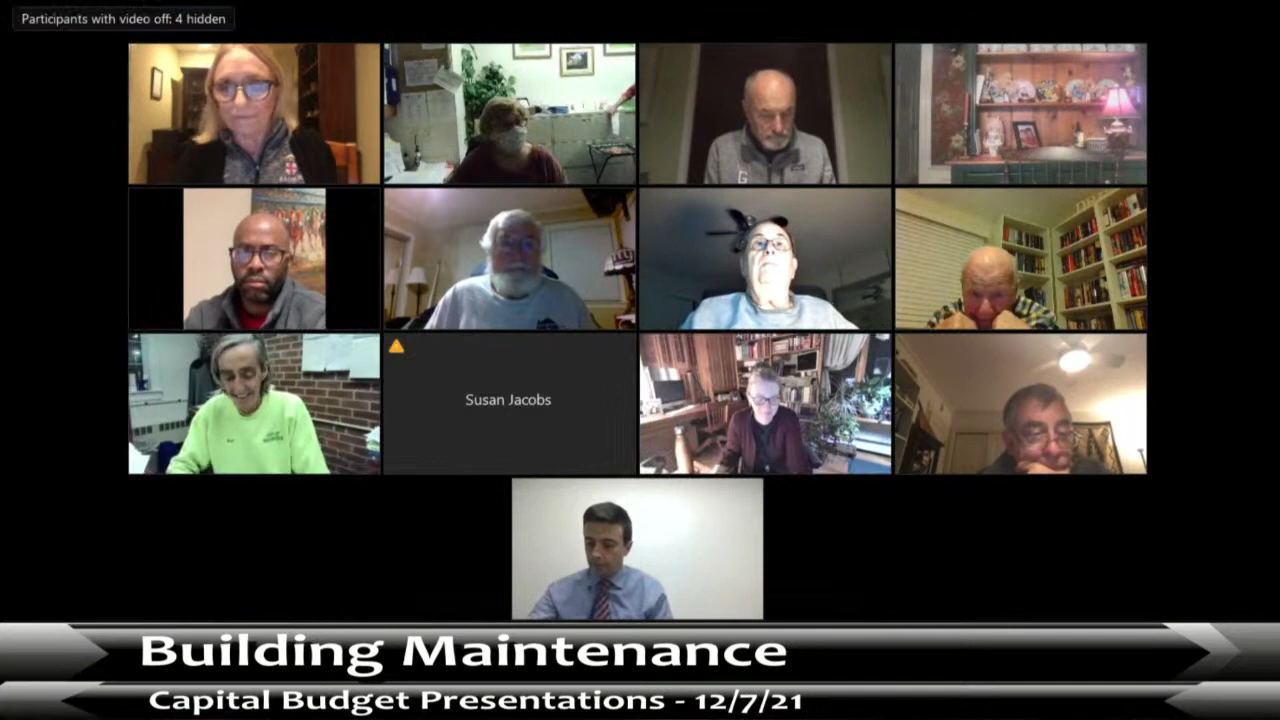 Participants with video off: 4 hidden
G
Susan Jacobs
Building Maintenance
Capital Budget Presentations - 12/7/21